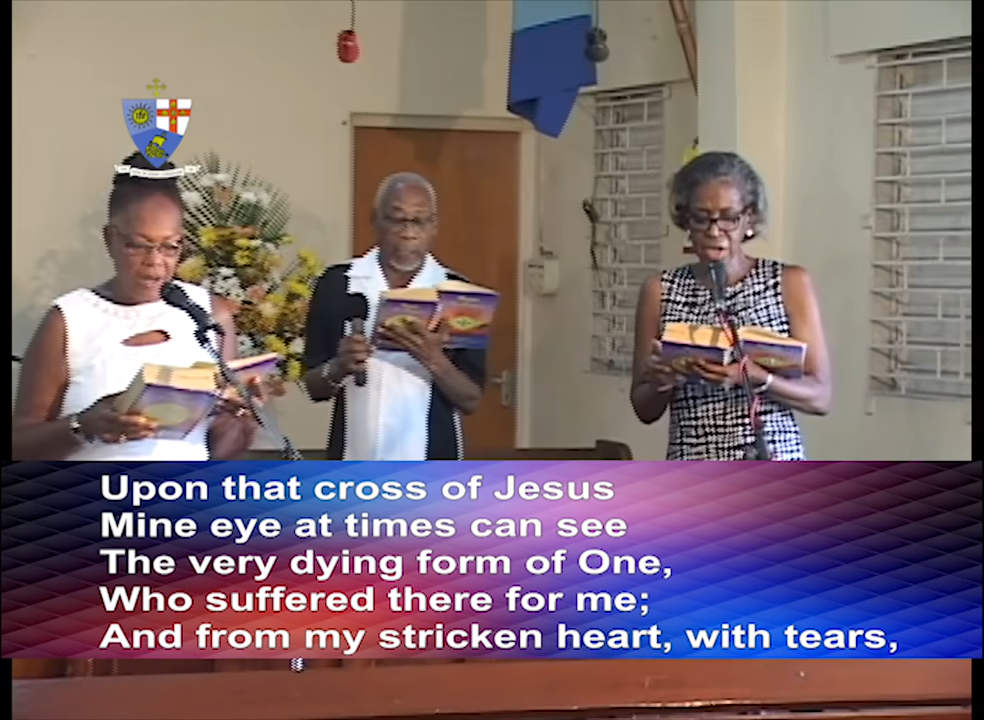 Upon that cross of Jesus
Mine eye at times can see
The very dying form of One,
Who suffered there for me;
And from my stricken heart, with tears,